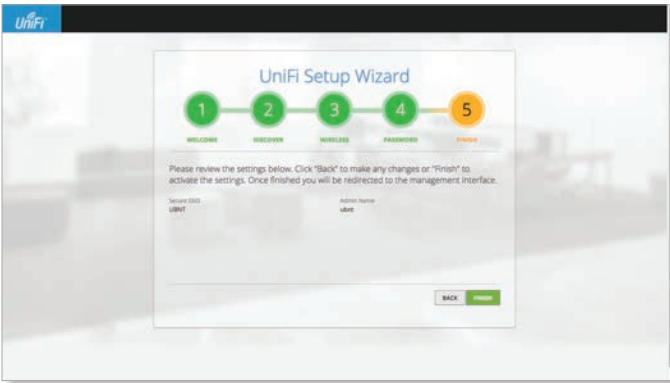 UniFi
UniFi Setup Wizard
1 2 3 4 5
WELCOME DISCOVER WIRELESS PASSWORD FINISH
Please review the settings below. Click "Back" to make any changes or "Finish" to
activate the settings. Once finished you will be redirected to the management interface.
Secure SSID Admin Name
UBNT ubnt
BACK FINISH